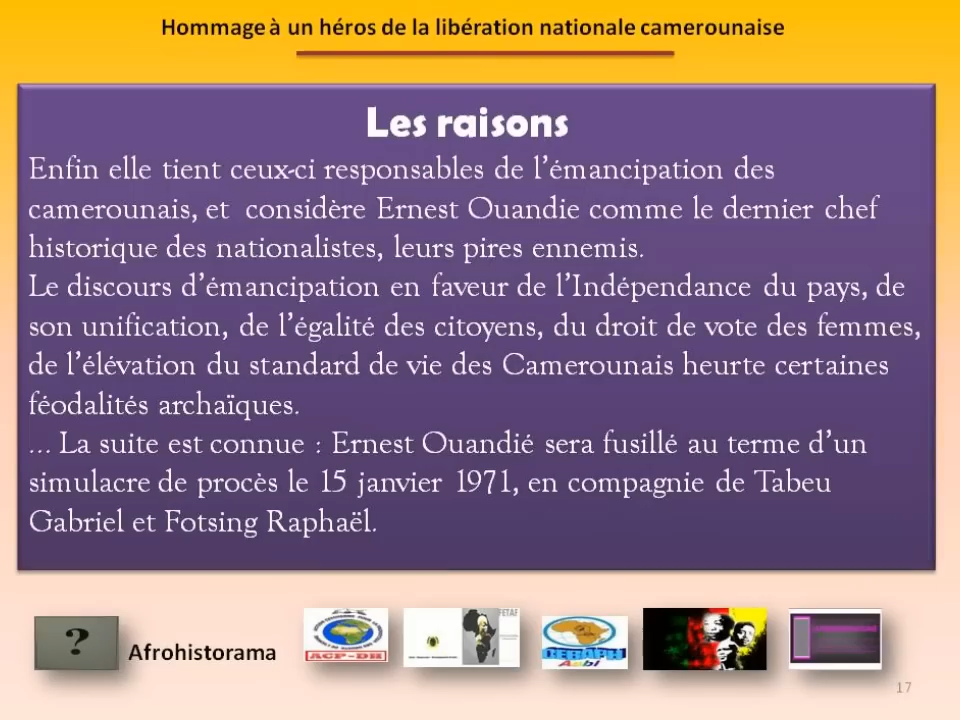 Hommage à un héros de la libération nationale camerounaise
Les raisons
Enfin elle tient ceux-ci responsables de l’émancipation des
camerounais, et considère Ernest Ouandie comme le dernier chef
historique des nationalistes, leurs pires ennemis.
Le discours d’émancipation en faveur de l’Indépendance du pays, de
son unification, de l’égalité des citoyens, du droit de vote des femmes,
de l’élévation du standard de vie des Camerounais heurte certaines
féodalités archaïques.
... La suite est connue : Ernest Ouandié sera fusillé au terme d’un
simulacre de procès le 15 janvier 1971, en compagnie de Tabeu
Gabriel et Fotsing Raphaël.
?
Afrohistorama
ACP-DH
FETAF
17